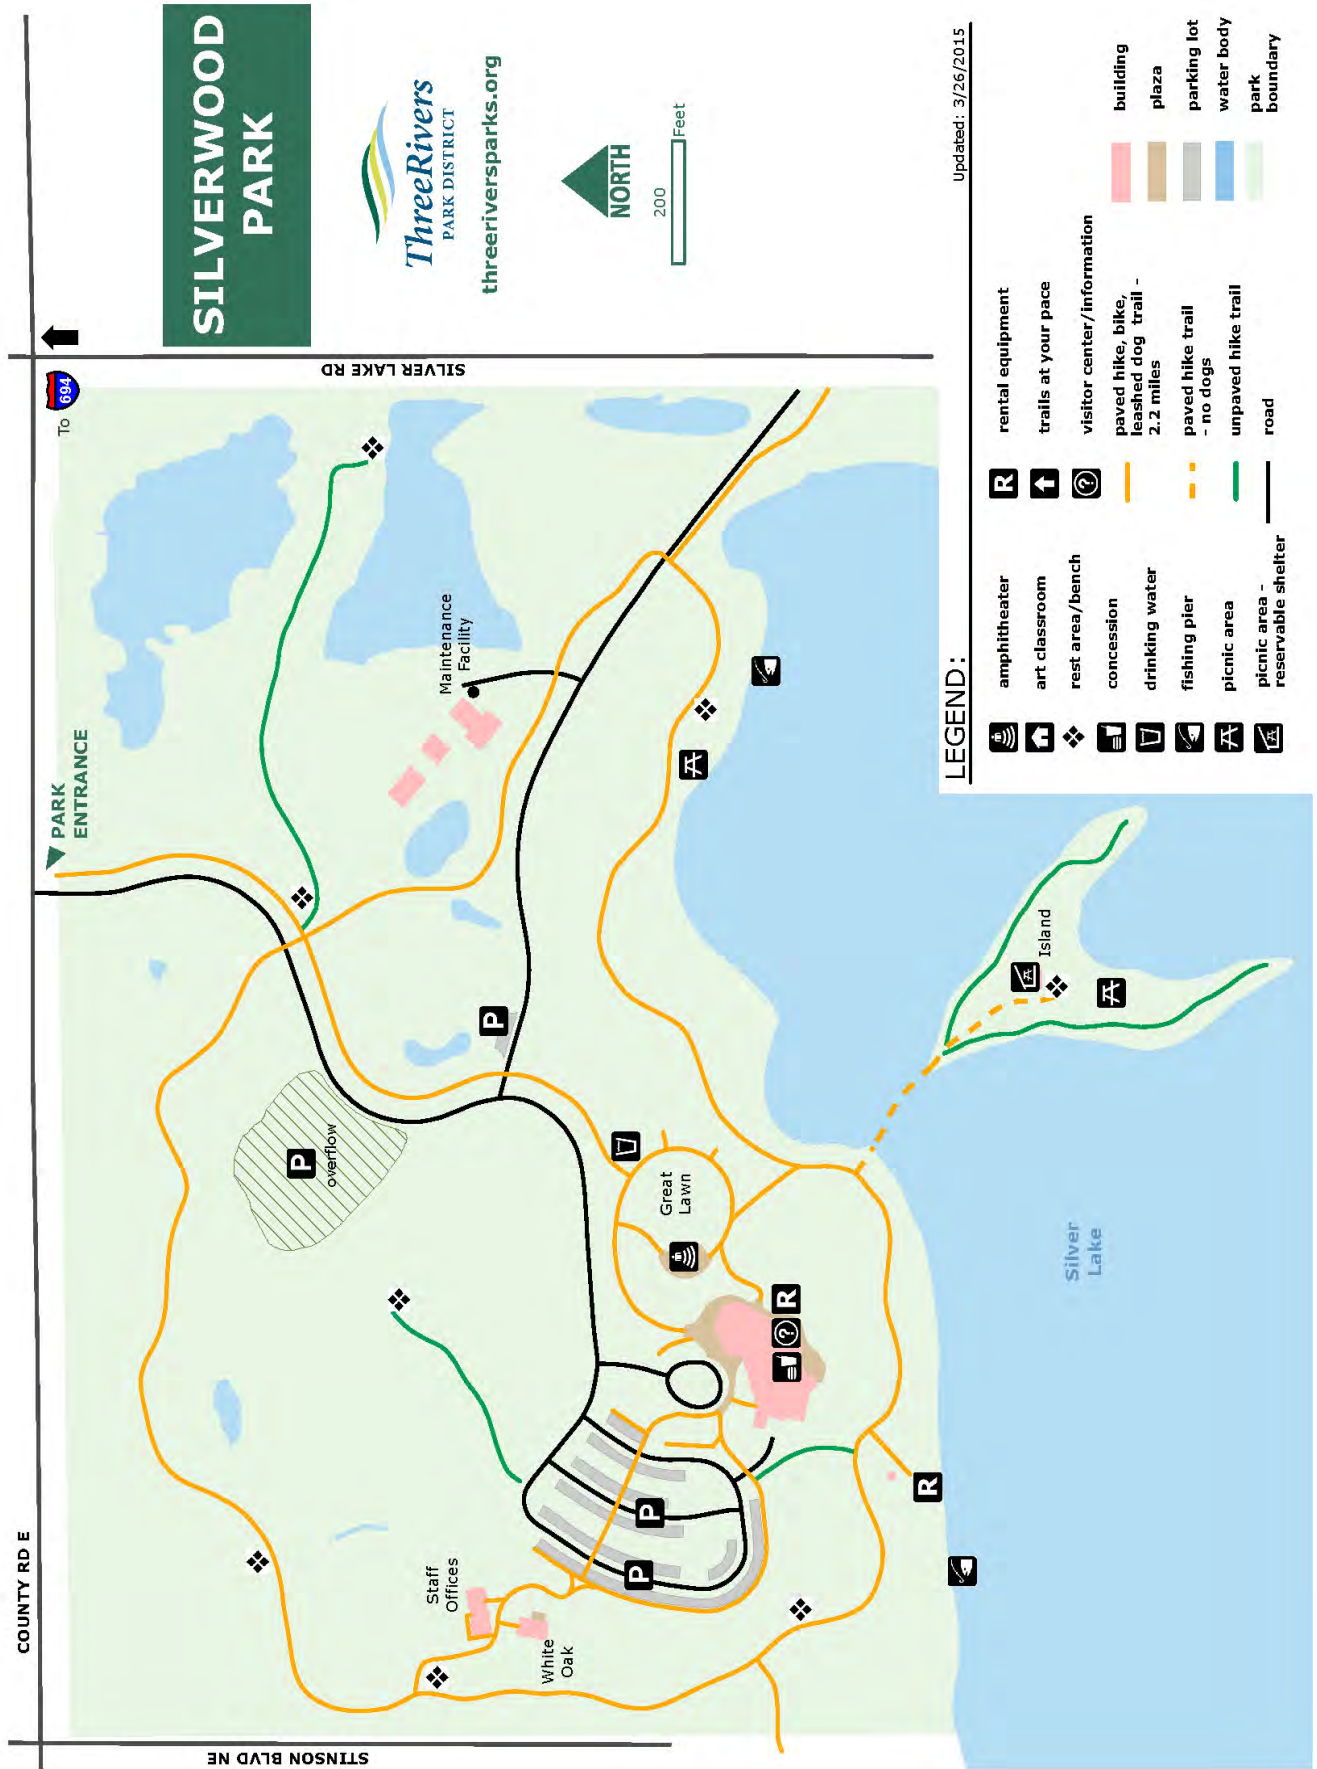 SILVERWOOD
PARK
ThreeRivers
PARK DISTRICT
threeriversparks.org
NORTH
200
Feet
COUNTY RD E
To
694
SILVER LAKE RD
STINSON BLVD NE
PARK
ENTRANCE
Maintenance
Facility
P
overflow
P
Great
Lawn
R
?
P
P
Staff
Offices
White
Oak
R
Island
Silver
Lake
Updated: 3/26/2015
LEGEND:
amphitheater
art classroom
rest area/bench
concession
drinking water
fishing pier
picnic area
picnic area -
reservable shelter
R
rental equipment
trails at your pace
?
visitor center/information
paved hike, bike,
leashed dog trail -
2.2 miles
paved hike trail
- no dogs
unpaved hike trail
road
building
plaza
parking lot
water body
park
boundary